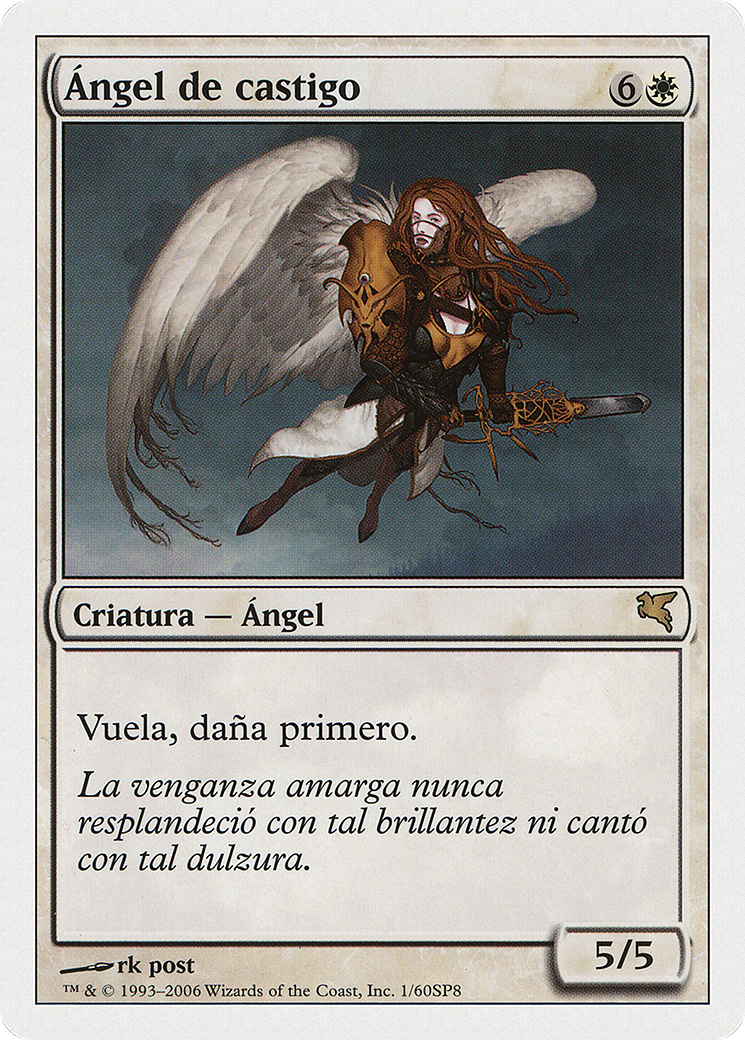 Ángel de castigo 6
Criatura — Ángel
Vuela, daña primero.
La venganza amarga nunca
resplandeció con tal brillantez ni cantó
con tal dulzura.
5/5
rk post
™ & © 1993–2006 Wizards of the Coast, Inc. 1/60SP8